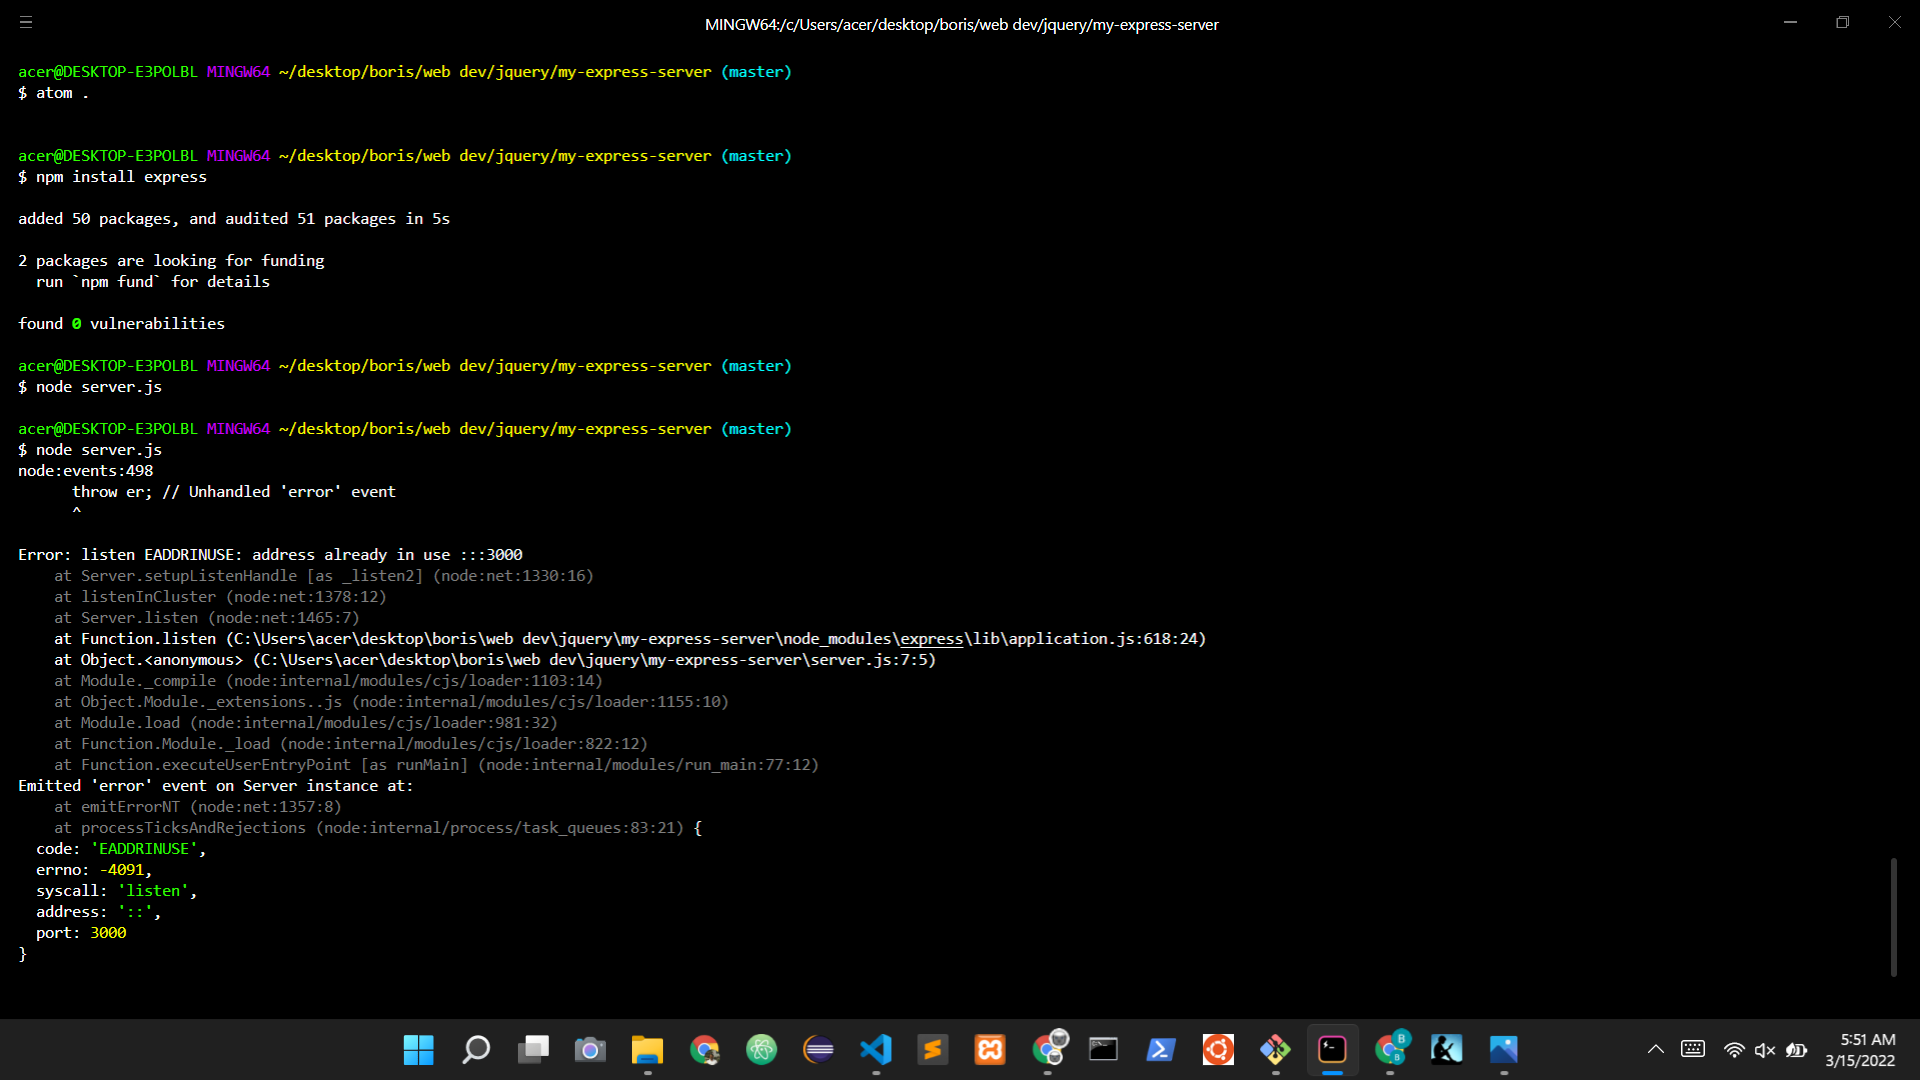 MINGW64:/c/Users/acer/desktop/boris/web dev/jquery/my-express-server
acer@DESKTOP-E3POLBL MINGW64 ~/desktop/boris/web dev/jquery/my-express-server (master)
$ atom .
acer@DESKTOP-E3POLBL MINGW64 ~/desktop/boris/web dev/jquery/my-express-server (master)
$ npm install express
added 50 packages, and audited 51 packages in 5s
2 packages are looking for funding
  run `npm fund` for details
found 0 vulnerabilities
acer@DESKTOP-E3POLBL MINGW64 ~/desktop/boris/web dev/jquery/my-express-server (master)
$ node server.js
acer@DESKTOP-E3POLBL MINGW64 ~/desktop/boris/web dev/jquery/my-express-server (master)
$ node server.js
node:events:498
      throw er; // Unhandled 'error' event
      ^
Error: listen EADDRINUSE: address already in use :::3000
    at Server.setupListenHandle [as _listen2] (node:net:1330:16)
    at listenInCluster (node:net:1378:12)
    at Server.listen (node:net:1465:7)
    at Function.listen (C:\Users\acer\desktop\boris\web dev\jquery\my-express-server\node_modules\express\lib\application.js:618:24)
    at Object.<anonymous> (C:\Users\acer\desktop\boris\web dev\jquery\my-express-server\server.js:7:5)
    at Module._compile (node:internal/modules/cjs/loader:1103:14)
    at Object.Module._extensions..js (node:internal/modules/cjs/loader:1155:10)
    at Module.load (node:internal/modules/cjs/loader:981:32)
    at Function.Module._load (node:internal/modules/cjs/loader:822:12)
    at Function.executeUserEntryPoint [as runMain] (node:internal/modules/run_main:77:12)
Emitted 'error' event on Server instance at:
    at emitErrorNT (node:net:1357:8)
    at processTicksAndRejections (node:internal/process/task_queues:83:21) {
  code: 'EADDRINUSE',
  errno: -4091,
  syscall: 'listen',
  address: '::',
  port: 3000
}
5:51 AM
3/15/2022